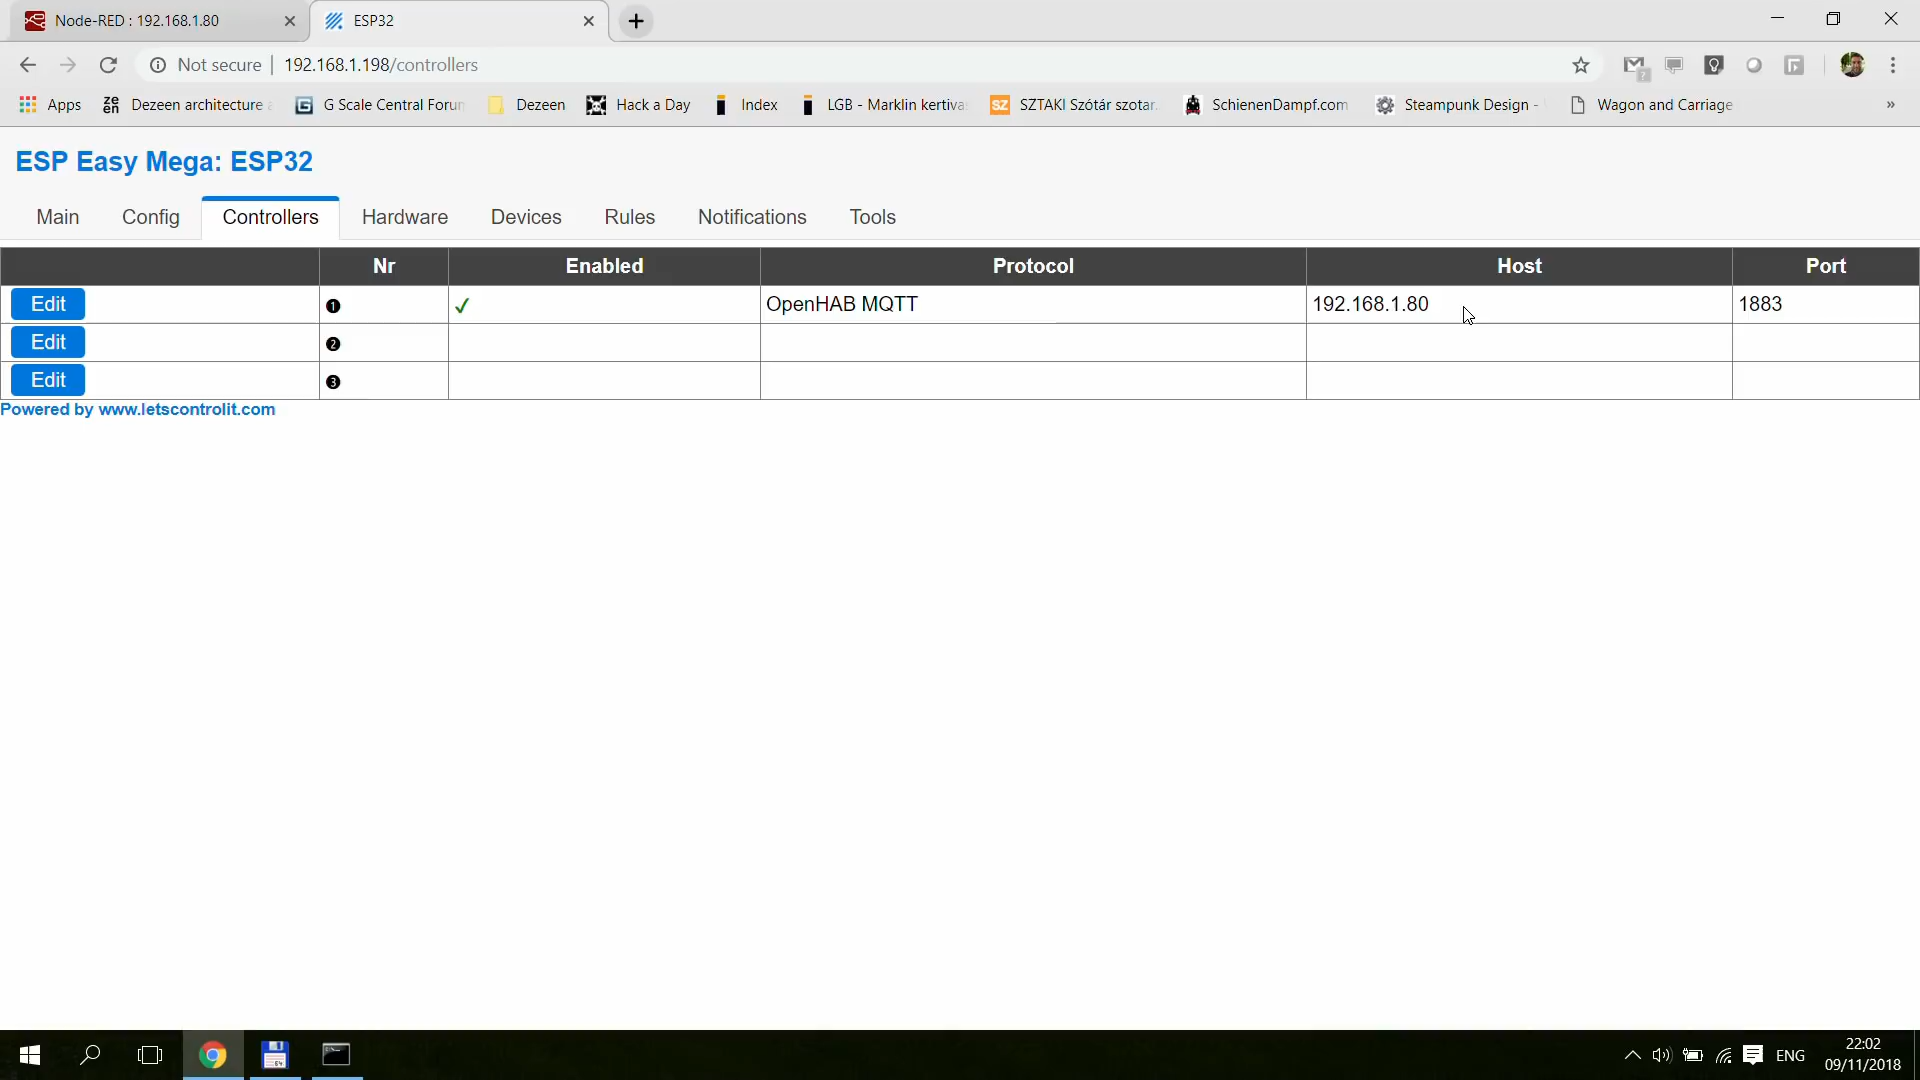 Node-RED : 192.168.1.80
ESP32
Not secure
192.168.1.198/controllers
Apps
Dezeen architecture
G Scale Central Forum
Dezeen
Hack a Day
Index
LGB - Marklin kertiva
SZTAKI Szótár szotar
SchienenDampf.com
Steampunk Design -
Wagon and Carriage
»
ESP Easy Mega: ESP32
Main
Config
Controllers
Hardware
Devices
Rules
Notifications
Tools
Nr
Enabled
Protocol
Host
Port
Edit
❶
✓
OpenHAB MQTT
192.168.1.80
1883
Edit
❷
Edit
❸
Powered by www.letscontrolit.com
ENG
22:02
09/11/2018